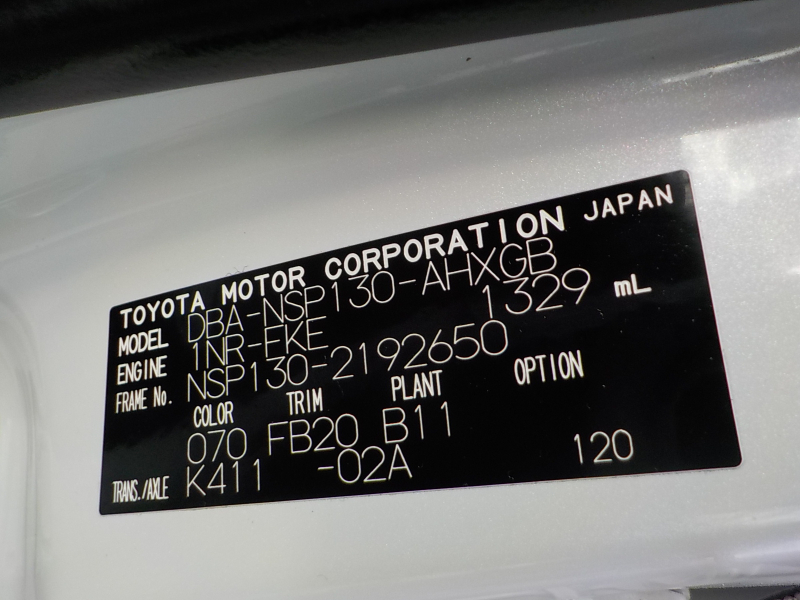 TOYOTA MOTOR CORPORATION JAPAN
MODEL DBA-NSP130-AHXGB
ENGINE 1NR-FKE 1329 mL
FRAME No. NSP130-2192650
COLOR TRIM PLANT OPTION
070 FB20 B11
TRANS./AXLE K411 -02A 120